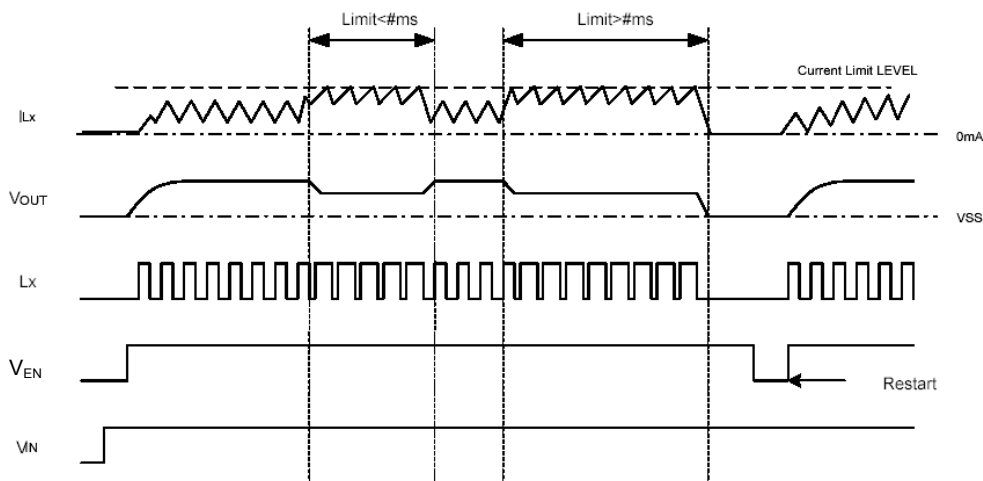 Limit<#ms
Limit>#ms
Current Limit LEVEL
ILx
0mA
VOUT
VSS
Lx
VEN
Restart
VIN